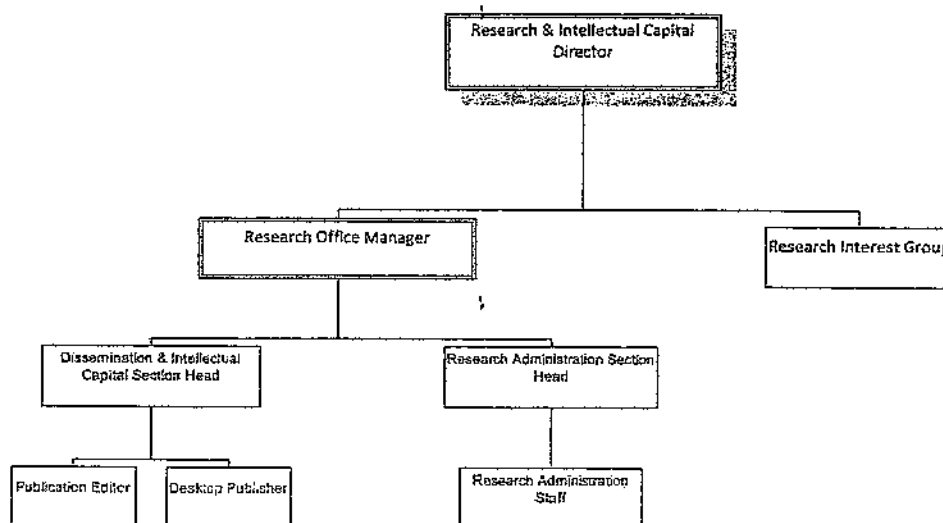 Research & Intellectual Capital
Director
Research Office Manager
Research Interest Group
Dissemination & Intellectual
Capital Section Head
Research Administration Section
Head
Publication Editor
Desktop Publisher
Research Administration
Staff